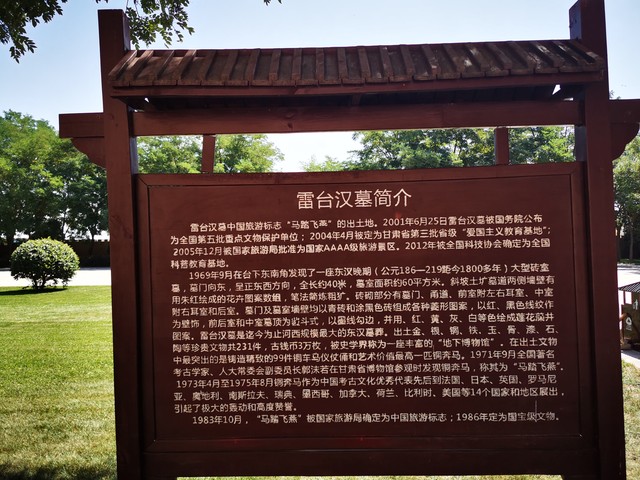 雷台汉墓简介
雷台汉墓中国旅游标志“马踏飞燕”的出土地。2001年6月25日雷台汉墓被国务院公布
为全国第五批重点文物保护单位；2004年4月被定为甘肃省第三批省级“爱国主义教育基地”；
2005年12月被国家旅游局批准为国家AAAA级旅游景区。2012年被全国科技协会确定为全国
科普教育基地。
1969年9月在台下东南角发现了一座东汉晚期（公元186—219距今1800多年）大型砖室
墓，墓门向东，呈正东西方向，全长约40米，墓室面积约60平方米。斜坡土圹墓道两侧墙壁有
用朱红绘成的花卉图案数组，笔法简炼粗犷。砖砌部分有墓门、甬道、前室附左右耳室、中室
附右耳室和后室。墓门及墓室墙壁均以青砖和涂黑色砖组成各种菱形图案，以红、黑色线纹作
为壁饰，前后室和中室墓顶为盝斗式，以墨线勾边，并用。红、黄、灰、白等色绘成莲花藻井
图案。雷台汉墓是迄今为止河西规模最大的东汉墓葬。出土金、银、铜、铁、玉、骨、漆、石、
陶等珍贵文物共231件，古钱币3万枚，被史学界称为一座丰富的“地下博物馆”。在出土文物
中最突出的是铸造精致的99件铜车马仪仗俑和艺术价值最高一匹铜奔马。1971年9月全国著名
考古学家、人大常委会副委员长郭沫若在甘肃省博物馆参观时发现铜奔马，称其为“马踏飞燕”。
1973年4月至1975年8月铜奔马作为中国考古文化优秀代表先后到法国、日本、英国、罗马尼
亚、奥地利、南斯拉夫、瑞典、墨西哥、加拿大、荷兰、比利时、美国等14个国家和地区展出，
引起了极大的轰动和高度赞誉。
1983年10月，“马踏飞燕”被国家旅游局确定为中国旅游标志；1986年定为国宝级文物。